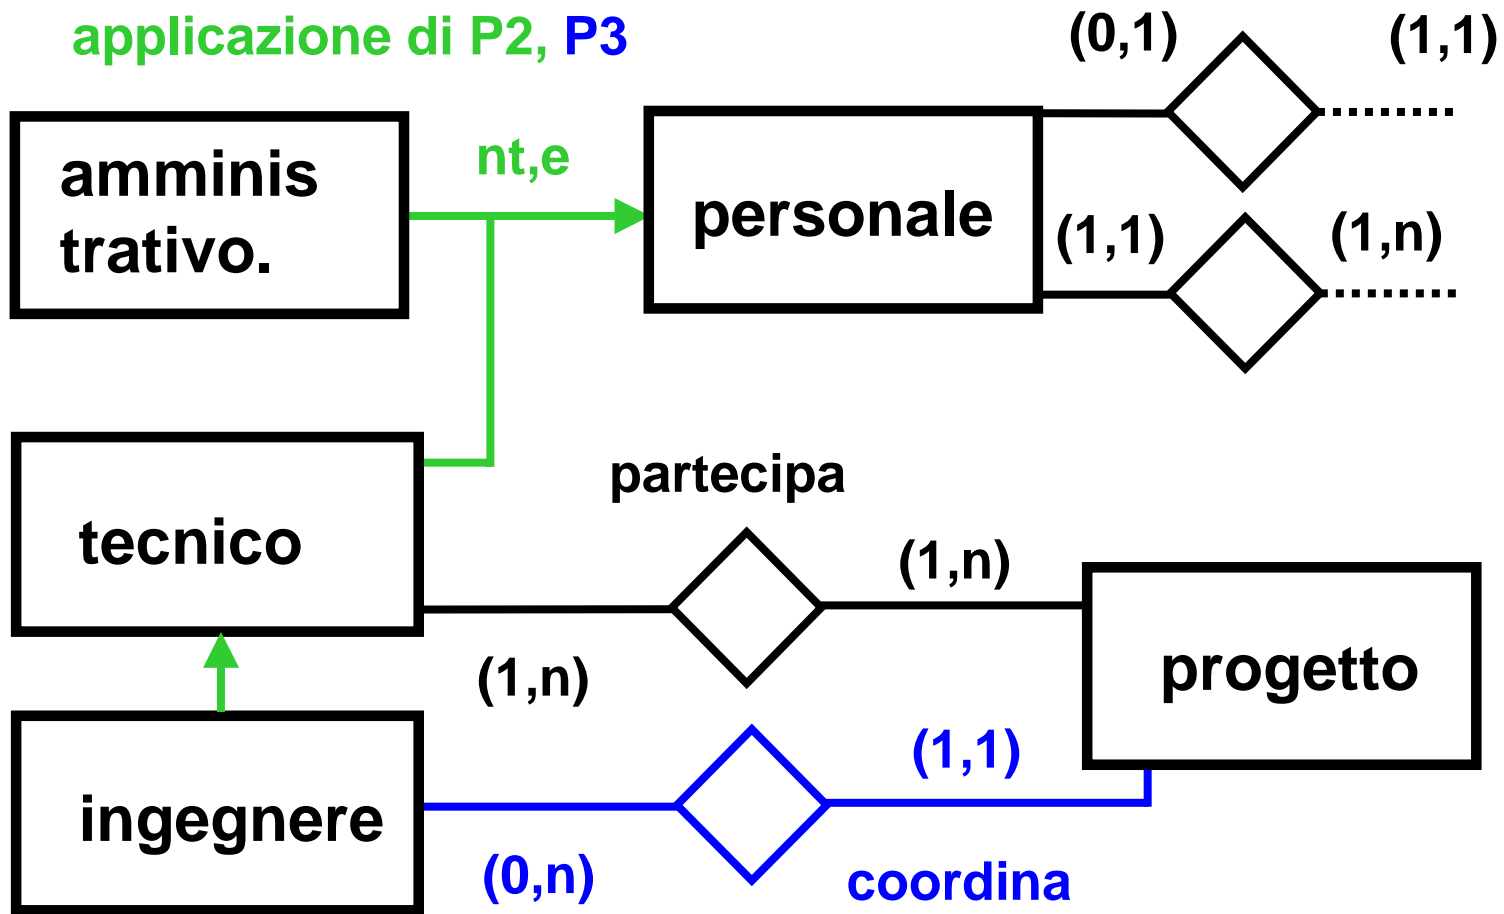 applicazione di P2, P3
(0,1)
(1,1)
amminis
trativo.
nt,e
personale
(1,1)
(1,n)
tecnico
partecipa
(1,n)
(1,n)
progetto
ingegnere
(1,1)
(0,n)
coordina